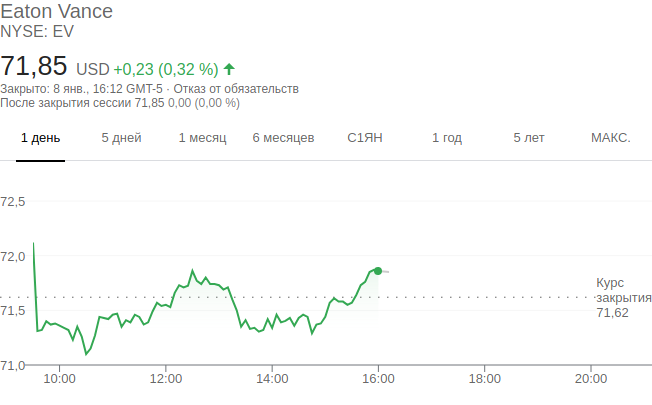 Eaton Vance
NYSE: EV
71,85 USD +0,23 (0,32 %)
Закрыто: 8 янв., 16:12 GMT-5 · Отказ от обязательств
После закрытия сессии 71,85 0,00 (0,00 %)
1 день 5 дней 1 месяц 6 месяцев С1ЯН 1 год 5 лет МАКС.
72,5
72,0
71,5
71,0
Курс
закрытия
71,62
10:00 12:00 14:00 16:00 18:00 20:00